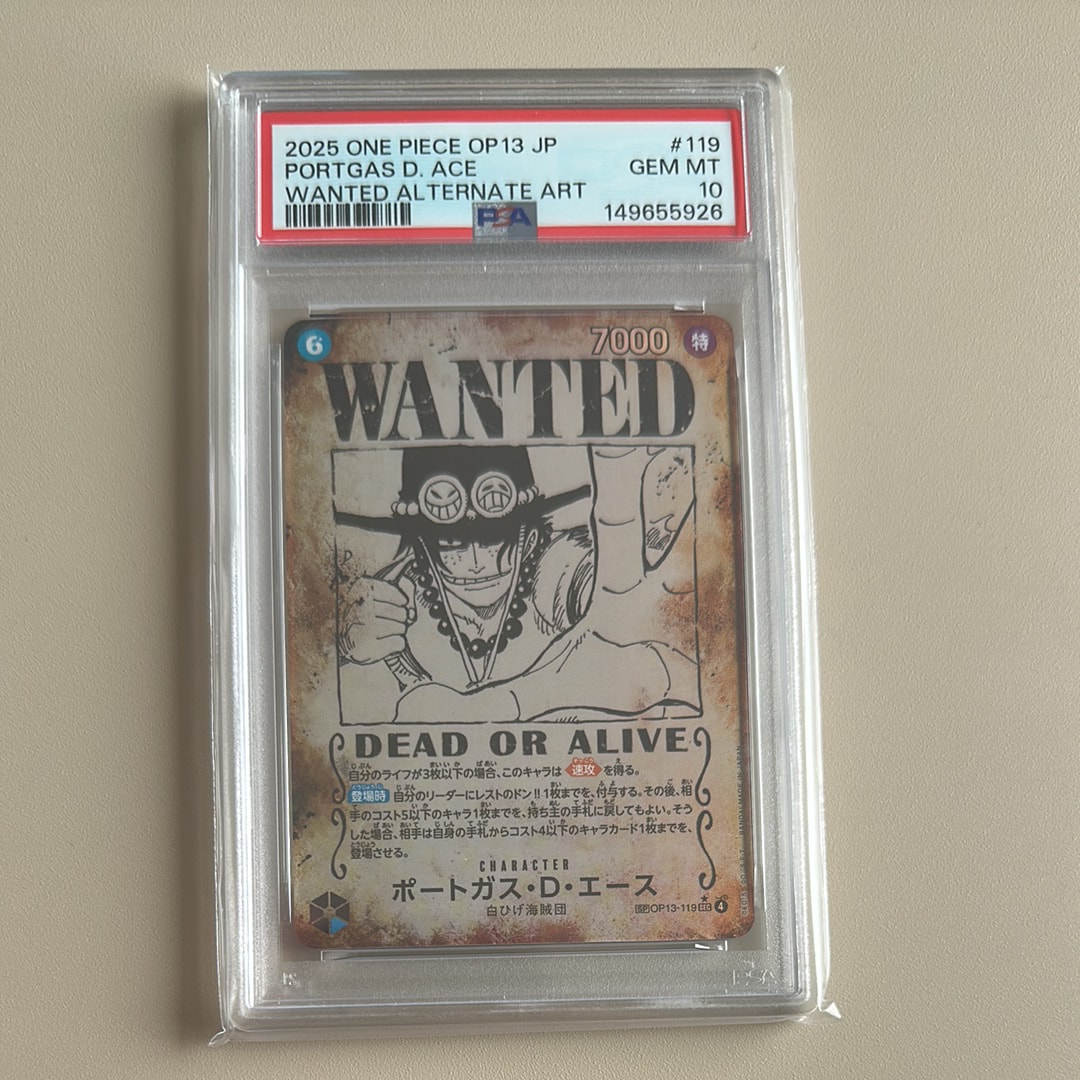 2025 ONE PIECE OP13 JP #119
PORTGAS D. ACE GEM MT
WANTED ALTERNATE ART 10
PSA 149655926
6 7000 特
WANTED
DEAD OR ALIVE
自分のライフが3枚以下の場合、このキャラは 速攻 を得る。
登場時 自分のリーダーにレストのドン!!1枚までを、付与する。その後、相
手のコスト5以下のキャラ1枚までを、持ち主の手札に戻してもよい。そう
した場合、相手は自身の手札からコスト4以下のキャラカード1枚までを、
登場させる。
CHARACTER
ポートガス・D・エース
白ひげ海賊団
SP OP13-119 SEC 4
MADE IN JAPAN
PSA